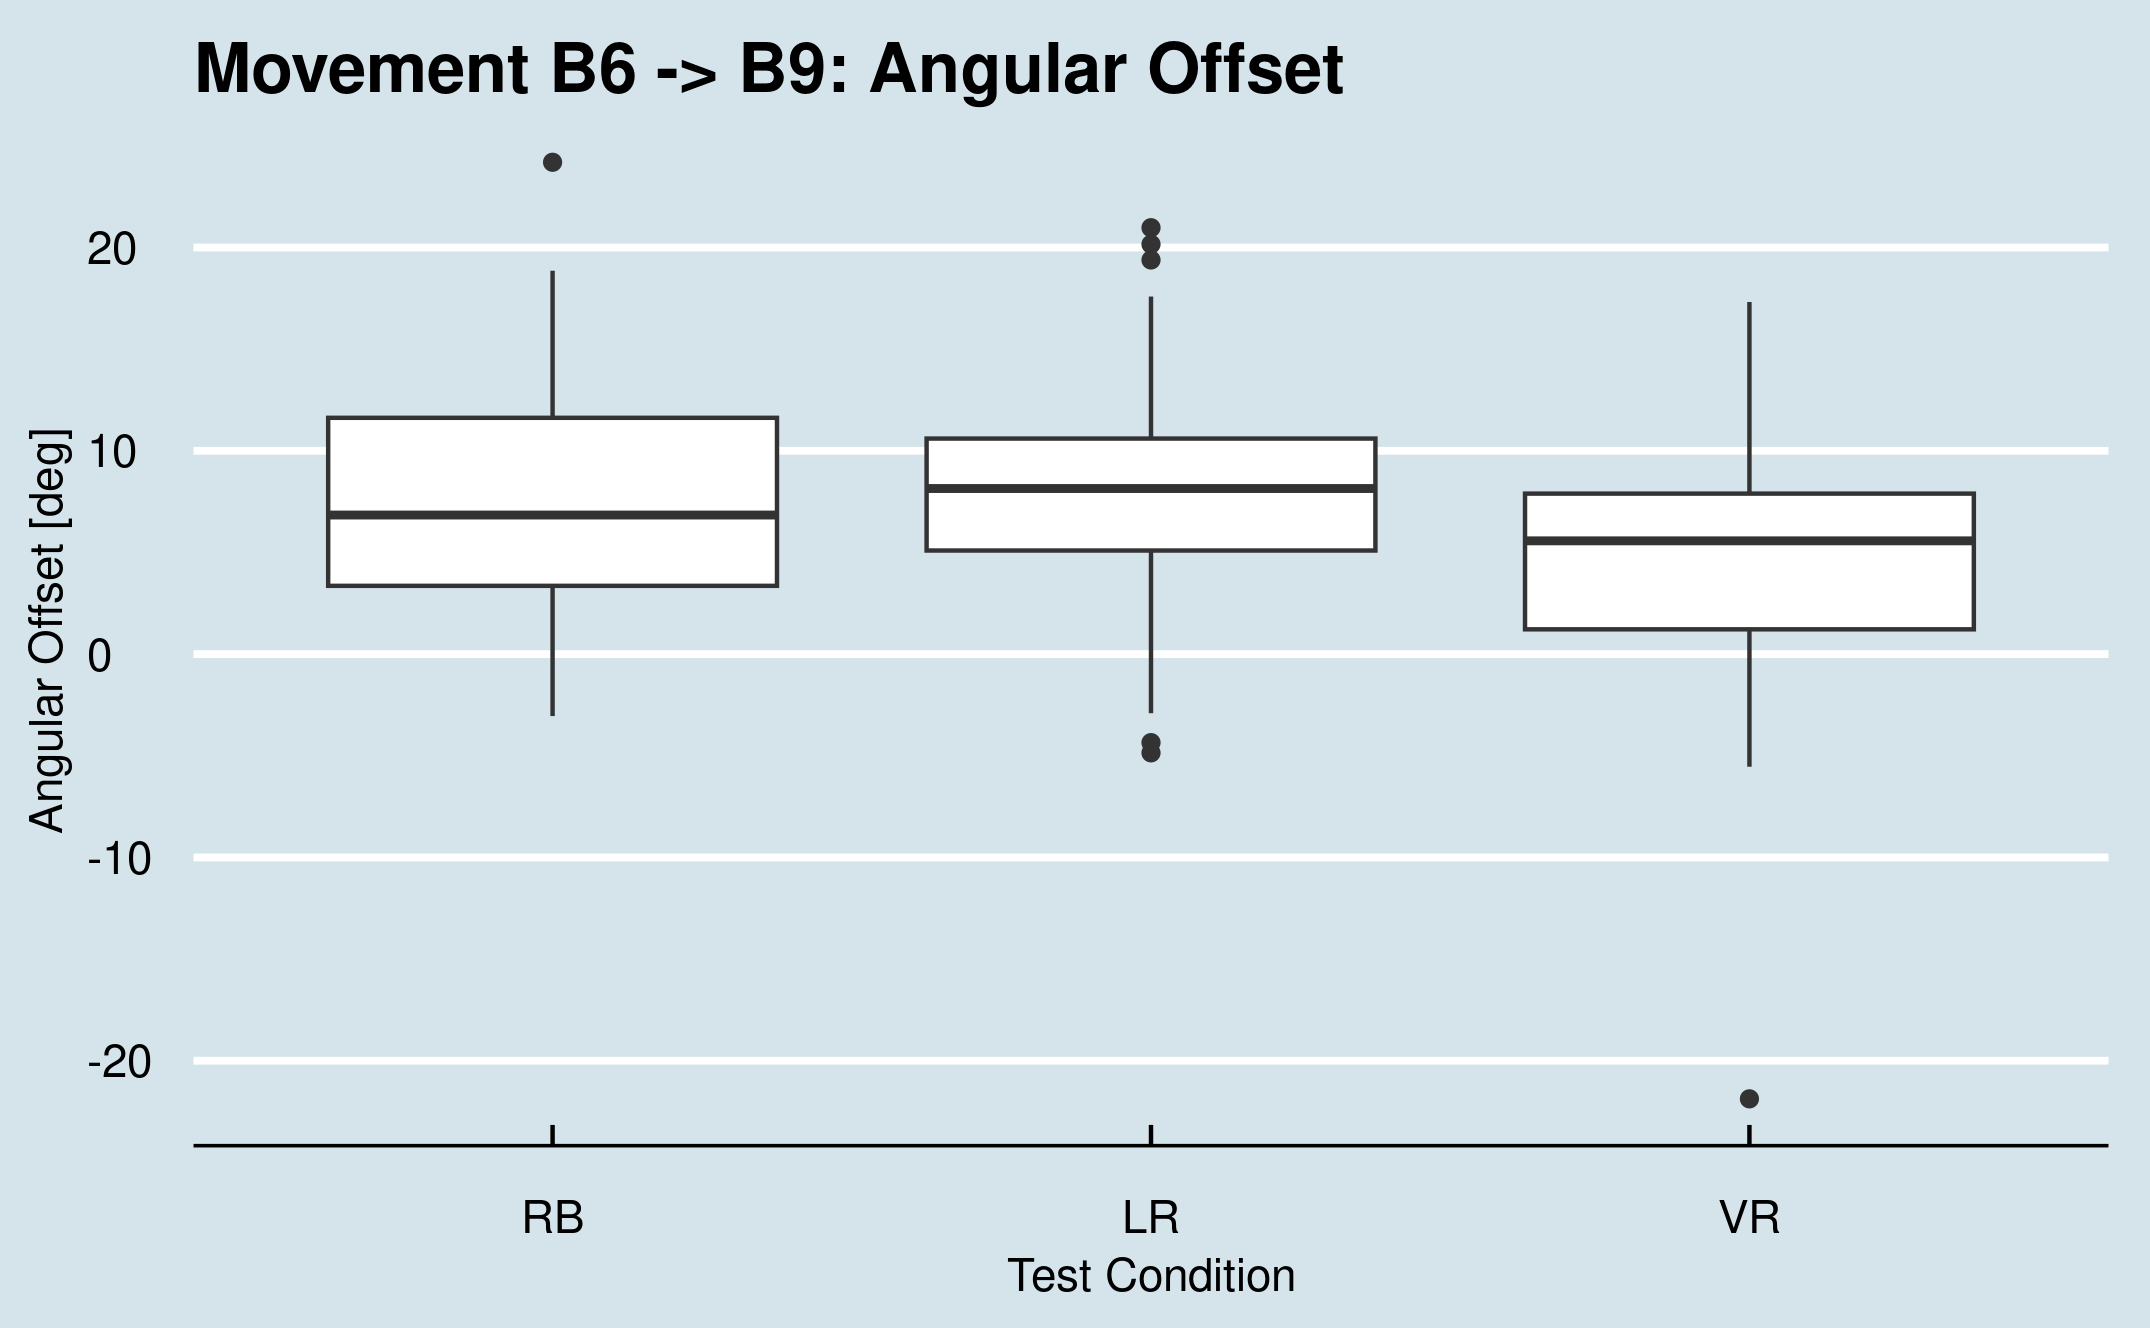 Movement B6 -> B9: Angular Offset
20
10
0
-10
-20
Angular Offset [deg]
RB
LR
VR
Test Condition